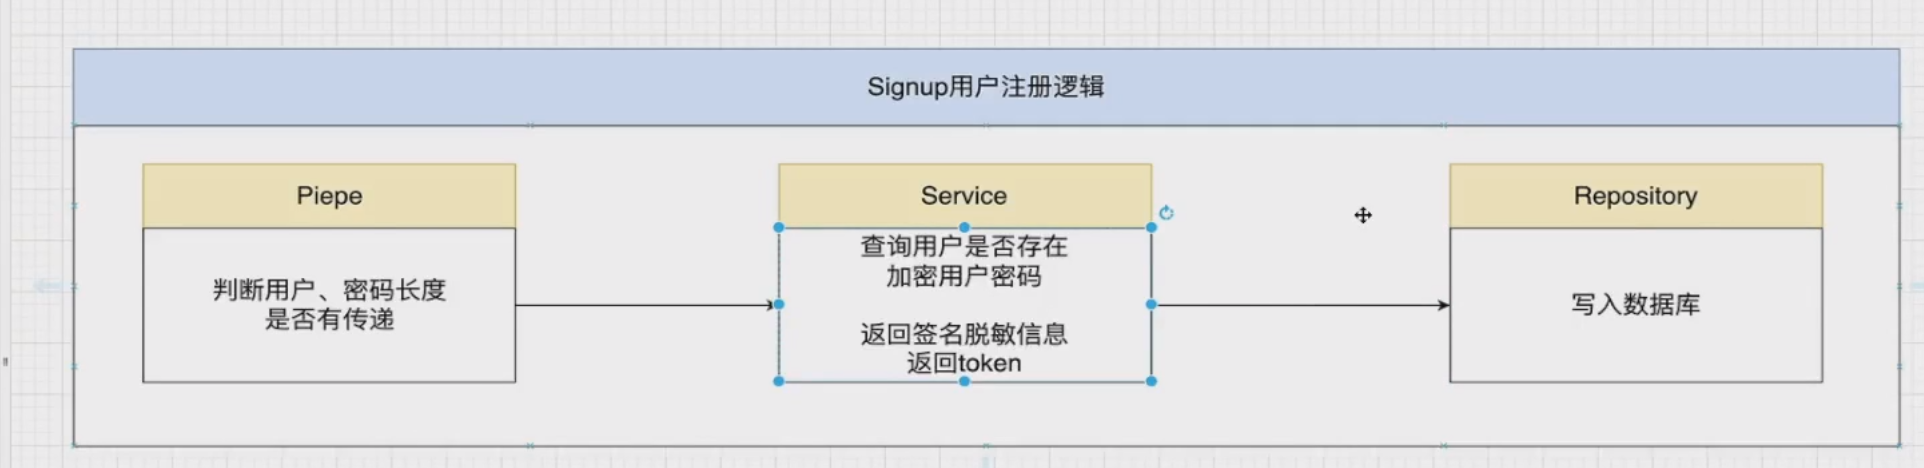 Signup用户注册逻辑
Piepe
判断用户、密码长度
是否有传递
Service
查询用户是否存在
加密用户密码
返回签名脱敏信息
返回token
Repository
写入数据库